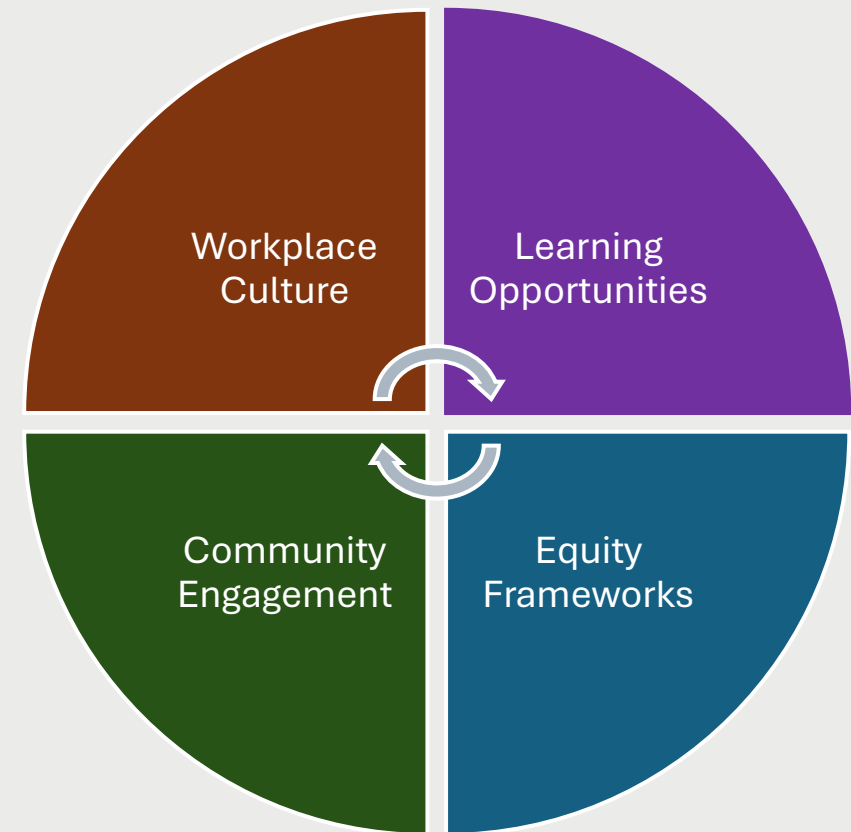 Workplace
Culture
Learning
Opportunities
Community
Engagement
Equity
Frameworks